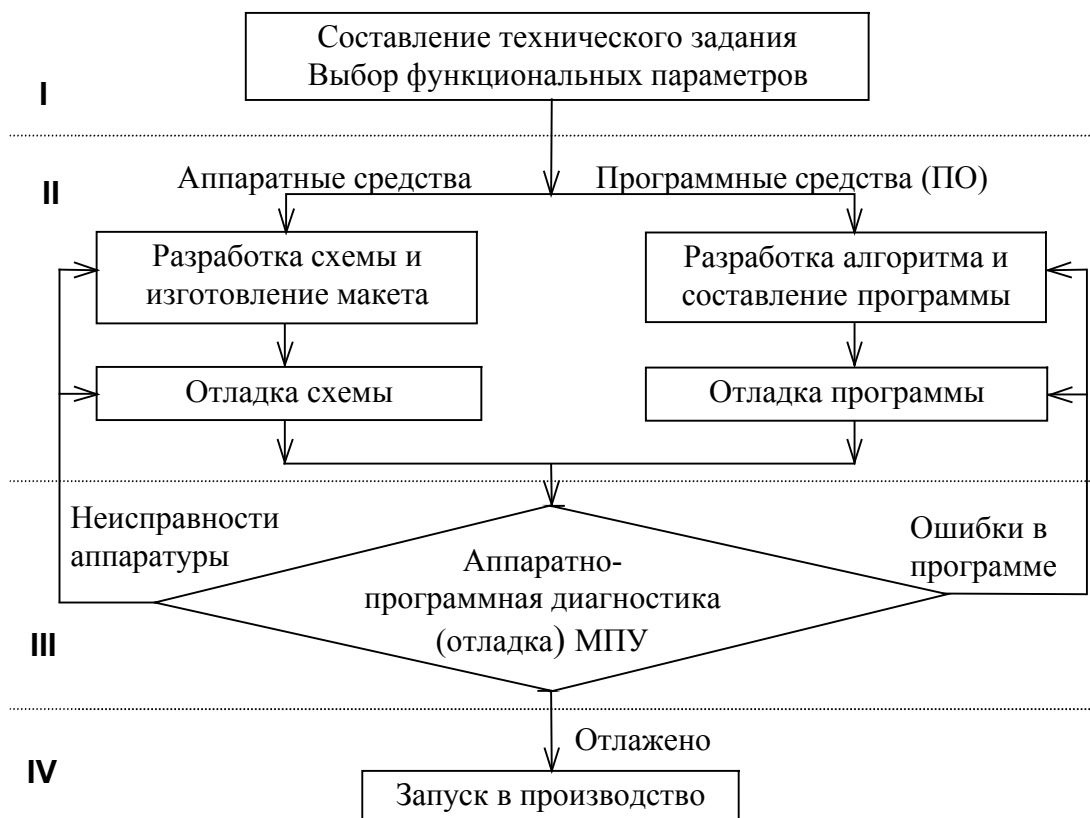 Составление технического задания
Выбор функциональных параметров
I
II
Аппаратные средства
Программные средства (ПО)
Разработка схемы и
изготовление макета
Разработка алгоритма и
составление программы
Отладка схемы
Отладка программы
Неисправности
аппаратуры
Ошибки в
программе
Аппаратно-
программная диагностика
(отладка) МПУ
III
Отлажено
IV
Запуск в производство